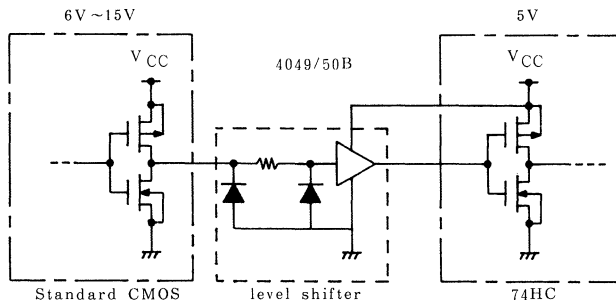 6V~15V
5V
VCC
4049/50B
VCC
Standard CMOS
level shifter
74HC